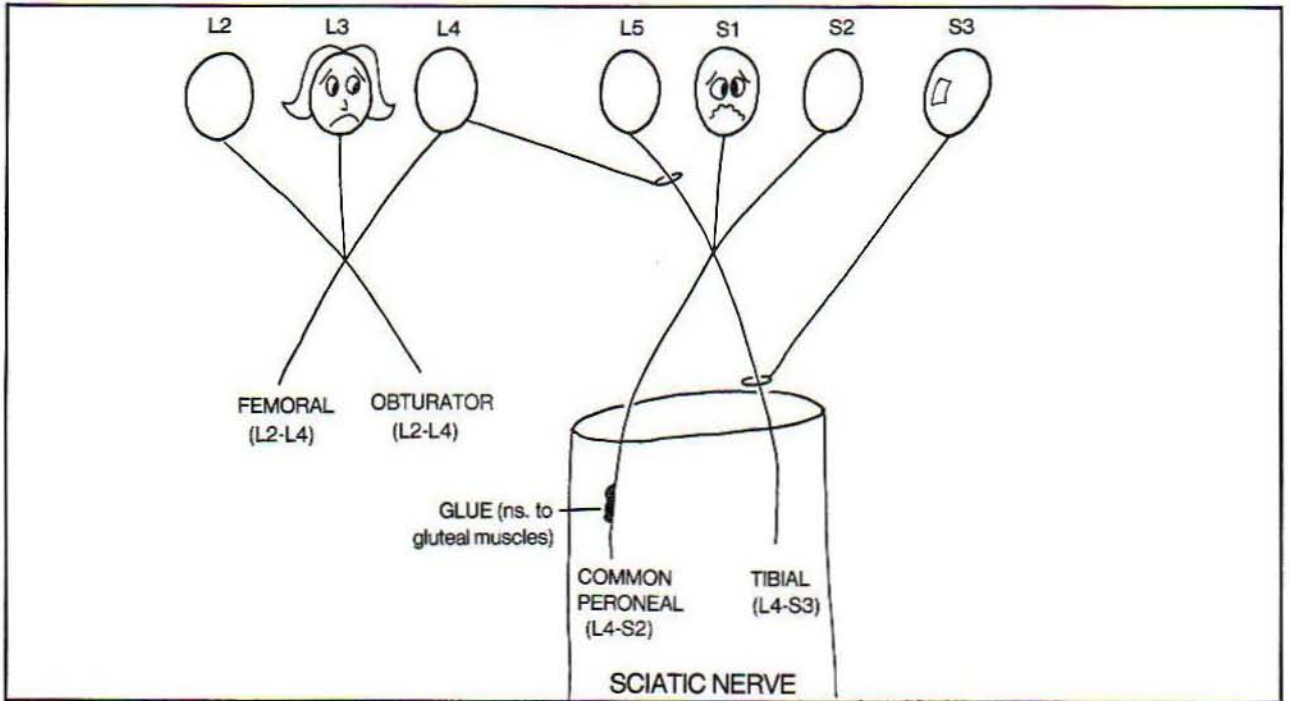 L2 L3 L4 L5 S1 S2 S3
FEMORAL
(L2-L4)
OBTURATOR
(L2-L4)
GLUE (ns. to
gluteal muscles)
COMMON
PERONEAL
(L4-S2)
TIBIAL
(L4-S3)
SCIATIC NERVE